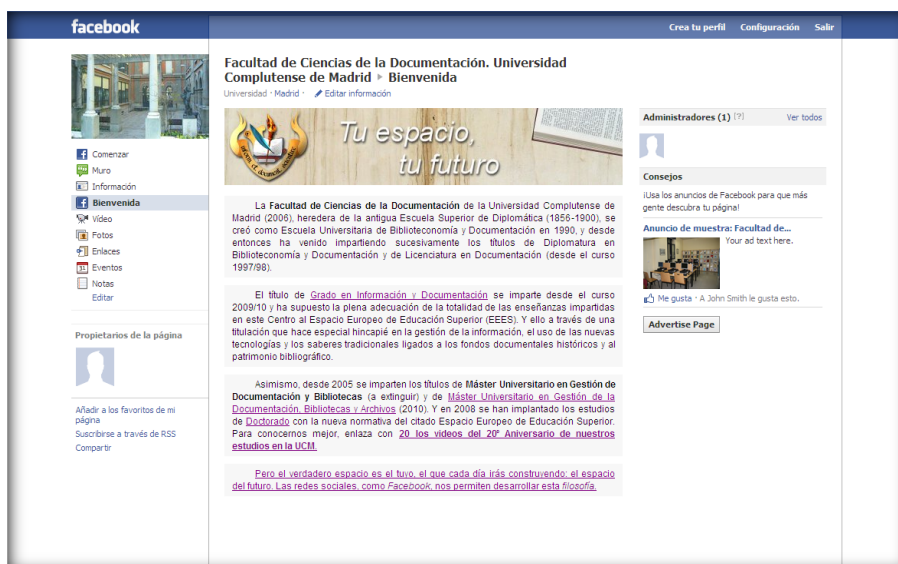 facebook
Crea tu perfil Configuración Salir
Facultad de Ciencias de la Documentación. Universidad
Complutense de Madrid ▸ Bienvenida
Universidad · Madrid · Editar información
Tu espacio,
tu futuro
Comenzar
Muro
Información
Bienvenida
Vídeo
Fotos
Enlaces
Eventos
Notas
Editar
Propietarios de la página
Añadir a los favoritos de mi
página
Suscribirse a través de RSS
Compartir
La Facultad de Ciencias de la Documentación de la Universidad Complutense de
Madrid (2006), heredera de la antigua Escuela Superior de Diplomática (1856-1900), se
creó como Escuela Universitaria de Biblioteconomía y Documentación en 1990, y desde
entonces ha venido impartiendo sucesivamente los títulos de Diplomatura en
Biblioteconomía y Documentación y de Licenciatura en Documentación (desde el curso
1997/98).
El título de Grado en Información y Documentación se imparte desde el curso
2009/10 y ha supuesto la plena adecuación de la totalidad de las enseñanzas impartidas
en este Centro al Espacio Europeo de Educación Superior (EEES). Y ello a través de una
titulación que hace especial hincapié en la gestión de la información, el uso de las nuevas
tecnologías y los saberes tradicionales ligados a los fondos documentales históricos y al
patrimonio bibliográfico.
Asimismo, desde 2005 se imparten los títulos de Máster Universitario en Gestión de
Documentación y Bibliotecas (a extinguir) y de Máster Universitario en Gestión de la
Documentación, Bibliotecas y Archivos (2010). Y en 2008 se han implantado los estudios
de Doctorado con la nueva normativa del citado Espacio Europeo de Educación Superior.
Para conocernos mejor, enlaza con 20 los videos del 20º Aniversario de nuestros
estudios en la UCM.
Pero el verdadero espacio es el tuyo, el que cada día irás construyendo: el espacio
del futuro. Las redes sociales, como Facebook, nos permiten desarrollar esta filosofía.
Administradores (1) [?] Ver todos
Consejos
¡Usa los anuncios de Facebook para que más
gente descubra tu página!
Anuncio de muestra: Facultad de...
Your ad text here.
Me gusta · A John Smith le gusta esto.
Advertise Page